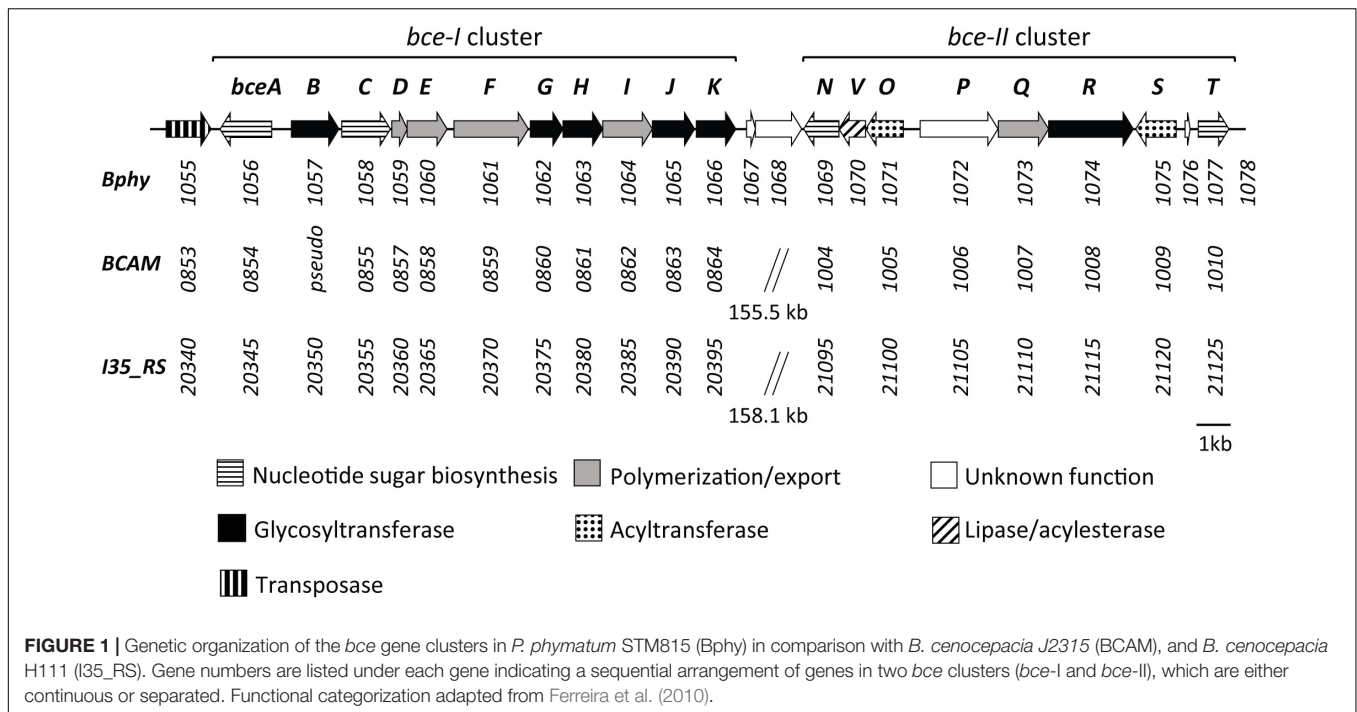 bce-I cluster bce-II cluster
bceA B C D E F G H I J K N V O P Q R S T
Bphy 1055 1056 1057 1058 1059 1060 1061 1062 1063 1064 1065 1066 1067 1068 1069 1070 1071 1072 1073 1074 1075 1076 1077 1078
BCAM 0853 0854 pseudo 0855 0857 0858 0859 0860 0861 0862 0863 0864 // 1004 1005 1006 1007 1008 1009 1010
155.5 kb
I35_RS 20340 20345 20350 20355 20360 20365 20370 20375 20380 20385 20390 20395 // 21095 21100 21105 21110 21115 21120 21125
158.1 kb
1kb
Nucleotide sugar biosynthesis Polymerization/export Unknown function
Glycosyltransferase Acyltransferase Lipase/acylesterase
Transposase
FIGURE 1 | Genetic organization of the bce gene clusters in P. phymatum STM815 (Bphy) in comparison with B. cenocepacia J2315 (BCAM), and B. cenocepacia
H111 (I35_RS). Gene numbers are listed under each gene indicating a sequential arrangement of genes in two bce clusters (bce-I and bce-II), which are either
continuous or separated. Functional categorization adapted from Ferreira et al. (2010).